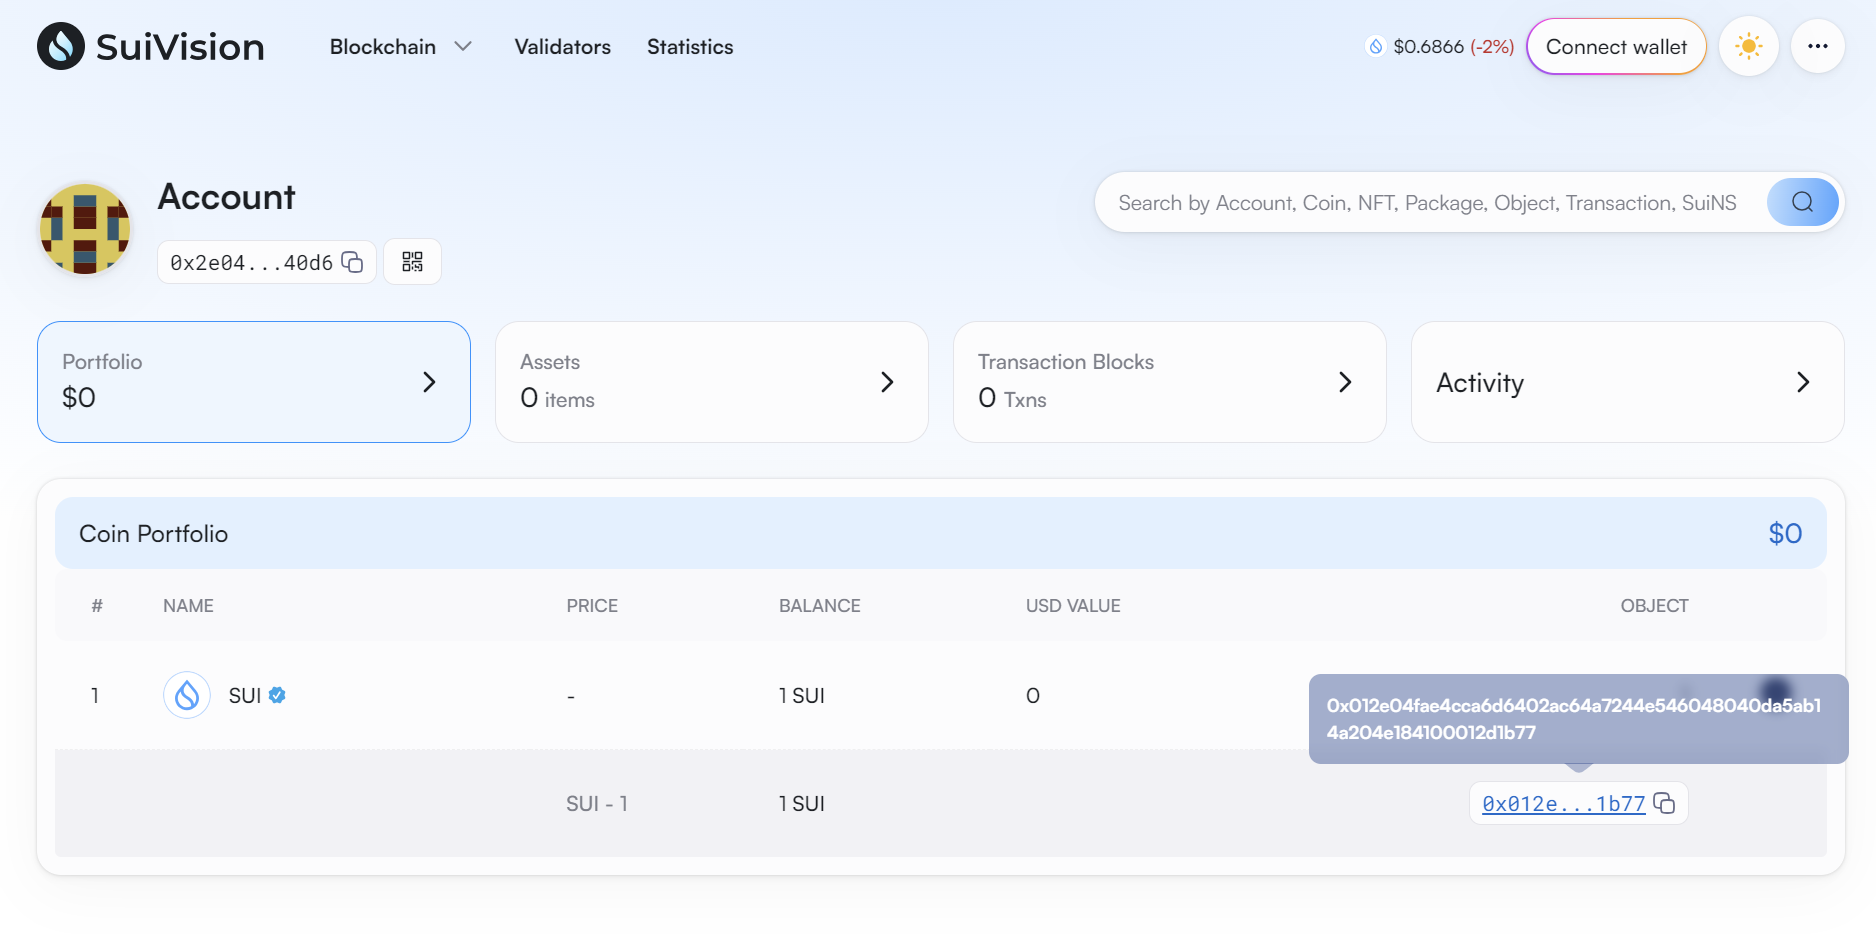 SuiVision
Blockchain
Validators
Statistics
$0.6866 (-2%)
Connect wallet
Account
0x2e04...40d6
Search by Account, Coin, NFT, Package, Object, Transaction, SuiNS
Portfolio
$0
Assets
0 items
Transaction Blocks
0 Txns
Activity
Coin Portfolio
$0
# NAME PRICE BALANCE USD VALUE OBJECT
1 SUI - 1 SUI 0
0x012e04fae4cca6d6402ac64a7244e546048040da5ab1
4a204e184100012d1b77
SUI - 1 1 SUI 0x012e...1b77